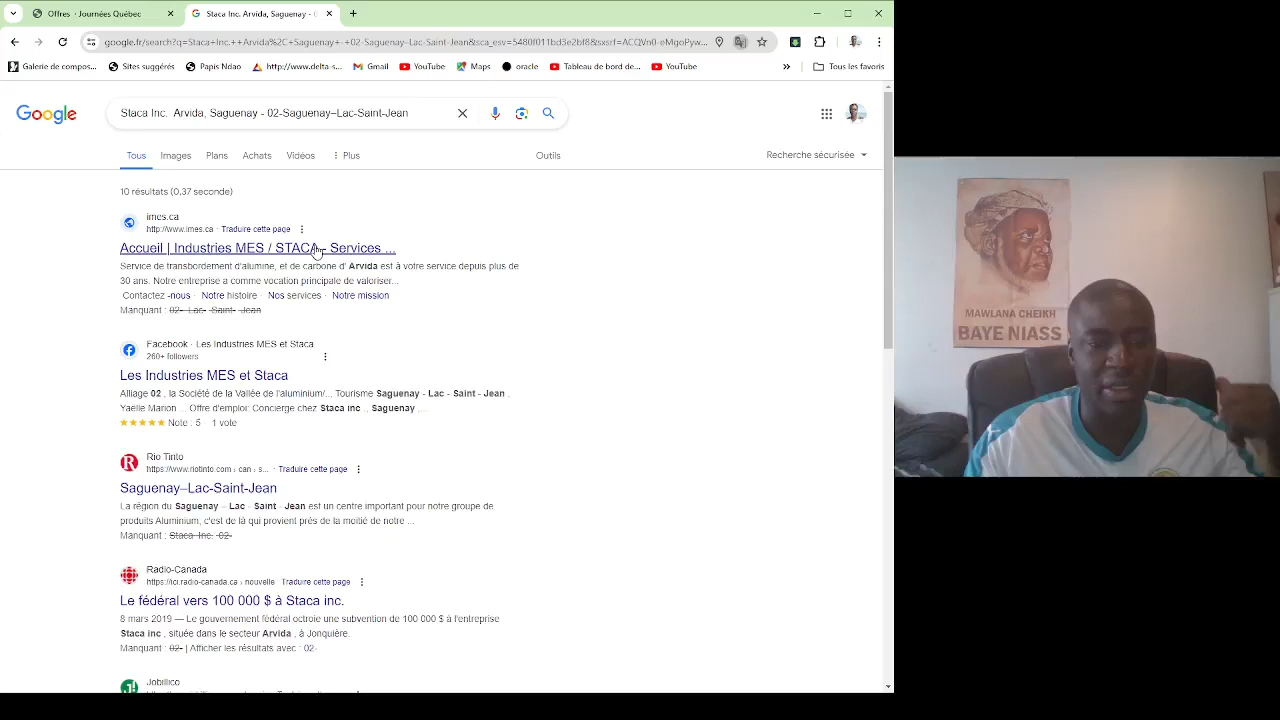 Offres · Journées Québec
Staca Inc. Arvida, Saguenay -
google.fr/search?q=Staca+Inc.++Arvida%2C+Saguenay+-+02-Saguenay–Lac-Saint-Jean&sca_esv=5480f011bd3e2bf8&sxsrf=ACQVn0-eMgoPyw...
Galerie de compos... Sites suggérés Papis Ndao http://www.delta-s... Gmail YouTube Maps oracle Tableau de bord de... YouTube » Tous les favoris
Google
Staca Inc. Arvida, Saguenay - 02-Saguenay–Lac-Saint-Jean
Tous Images Plans Achats Vidéos Plus Outils Recherche sécurisée
10 résultats (0,37 seconde)
imes.ca
http://www.imes.ca · Traduire cette page
Accueil | Industries MES / STACA – Services ...
Service de transbordement d'alumine, et de carbone d' Arvida est à votre service depuis plus de
30 ans. Notre entreprise a comme vocation principale de valoriser...
Contactez -nous · Notre histoire · Nos services · Notre mission
Manquant : 02- Lac- Saint- Jean
Facebook · Les Industries MES et Staca
260+ followers
Les Industries MES et Staca
Alliage 02 , la Société de la Vallée de l'aluminium/... Tourisme Saguenay - Lac - Saint - Jean .
Yaelle Marion ... Offre d'emploi: Concierge chez Staca inc , Saguenay ,...
Note : 5 · 1 vote
Rio Tinto
https://www.riotinto.com › can › s... · Traduire cette page
Saguenay–Lac-Saint-Jean
La région du Saguenay – Lac - Saint - Jean est un centre important pour notre groupe de
produits Aluminium, c'est de là qui provient près de la moitié de notre ...
Manquant : Staca Inc. 02-
Radio-Canada
https://ici.radio-canada.ca › nouvelle · Traduire cette page
Le fédéral vers 100 000 $ à Staca inc.
8 mars 2019 — Le gouvernement fédéral octroie une subvention de 100 000 $ à l'entreprise
Staca inc , située dans le secteur Arvida , à Jonquière.
Manquant : 02- | Afficher les résultats avec : 02-
Jobillico
MAWLANA CHEIKH
BAYE NIASS